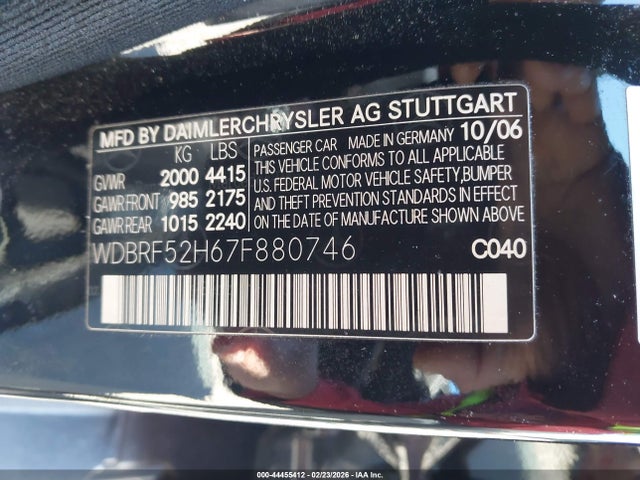 MFD BY DAIMLERCHRYSLER AG STUTTGART
KG LBS
GVWR 2000 4415
GAWR FRONT 985 2175
GAWR REAR 1015 2240
PASSENGER CAR MADE IN GERMANY 10/06
THIS VEHICLE CONFORMS TO ALL APPLICABLE
U.S. FEDERAL MOTOR VEHICLE SAFETY,BUMPER
AND THEFT PREVENTION STANDARDS IN EFFECT
ON THE DATE OF MANUFACTURE SHOWN ABOVE
WDBRF52H67F880746
C040
000-44455412 - 02/23/2026 - IAA Inc.